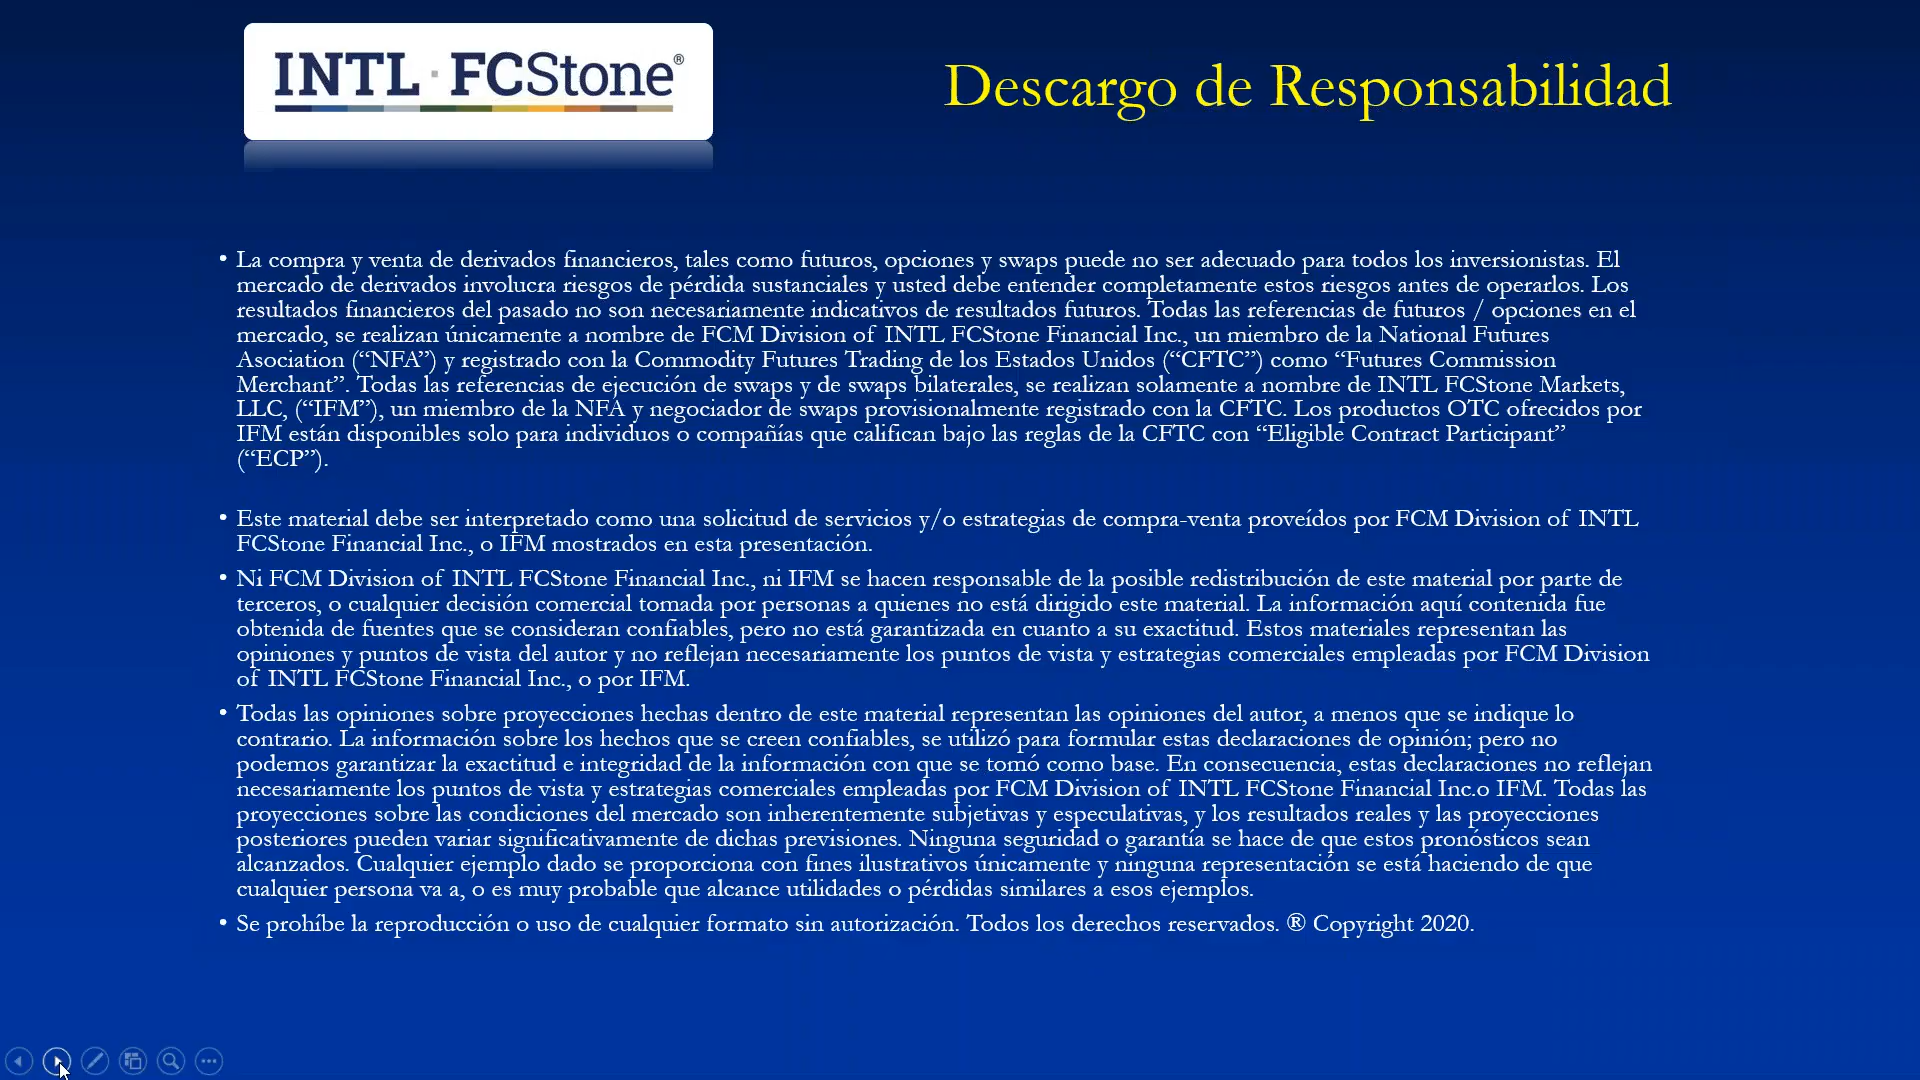 INTL FCStone®
Descargo de Responsabilidad
• La compra y venta de derivados financieros, tales como futuros, opciones y swaps puede no ser adecuado para todos los inversionistas. El
mercado de derivados involucra riesgos de pérdida sustanciales y usted debe entender completamente estos riesgos antes de operarlos. Los
resultados financieros del pasado no son necesariamente indicativos de resultados futuros. Todas las referencias de futuros / opciones en el
mercado, se realizan únicamente a nombre de FCM Division of INTL FCStone Financial Inc., un miembro de la National Futures
Asociation (“NFA”) y registrado con la Commodity Futures Trading de los Estados Unidos (“CFTC”) como “Futures Commission
Merchant”. Todas las referencias de ejecución de swaps y de swaps bilaterales, se realizan solamente a nombre de INTL FCStone Markets,
LLC, (“IFM”), un miembro de la NFA y negociador de swaps provisionalmente registrado con la CFTC. Los productos OTC ofrecidos por
IFM están disponibles solo para individuos o compañías que califican bajo las reglas de la CFTC con “Eligible Contract Participant”
(“ECP”).
• Este material debe ser interpretado como una solicitud de servicios y/o estrategias de compra-venta proveídos por FCM Division of INTL
FCStone Financial Inc., o IFM mostrados en esta presentación.
• Ni FCM Division of INTL FCStone Financial Inc., ni IFM se hacen responsable de la posible redistribución de este material por parte de
terceros, o cualquier decisión comercial tomada por personas a quienes no está dirigido este material. La información aquí contenida fue
obtenida de fuentes que se consideran confiables, pero no está garantizada en cuanto a su exactitud. Estos materiales representan las
opiniones y puntos de vista del autor y no reflejan necesariamente los puntos de vista y estrategias comerciales empleadas por FCM Division
of INTL FCStone Financial Inc., o por IFM.
• Todas las opiniones sobre proyecciones hechas dentro de este material representan las opiniones del autor, a menos que se indique lo
contrario. La información sobre los hechos que se creen confiables, se utilizó para formular estas declaraciones de opinión; pero no
podemos garantizar la exactitud e integridad de la información con que se tomó como base. En consecuencia, estas declaraciones no reflejan
necesariamente los puntos de vista y estrategias comerciales empleadas por FCM Division of INTL FCStone Financial Inc.o IFM. Todas las
proyecciones sobre las condiciones del mercado son inherentemente subjetivas y especulativas, y los resultados reales y las proyecciones
posteriores pueden variar significativamente de dichas previsiones. Ninguna seguridad o garantía se hace de que estos pronósticos sean
alcanzados. Cualquier ejemplo dado se proporciona con fines ilustrativos únicamente y ninguna representación se está haciendo de que
cualquier persona va a, o es muy probable que alcance utilidades o pérdidas similares a esos ejemplos.
• Se prohíbe la reproducción o uso de cualquier formato sin autorización. Todos los derechos reservados. ® Copyright 2020.